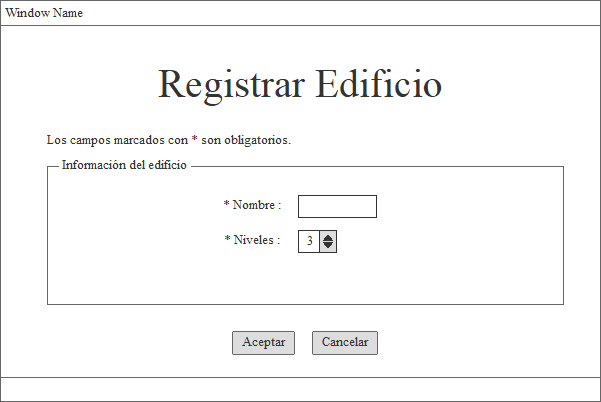 Window Name
Registrar Edificio
Los campos marcados con * son obligatorios.
Información del edificio
* Nombre :
* Niveles : 3
Aceptar Cancelar